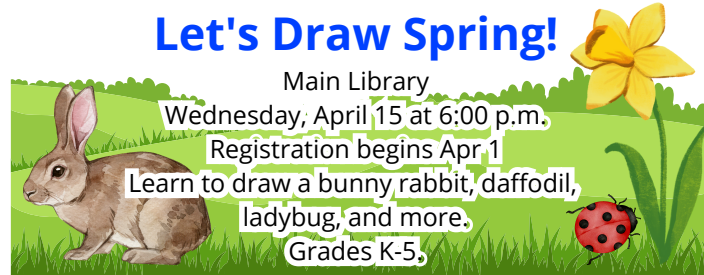 Let's Draw Spring!
Main Library
Wednesday, April 15 at 6:00 p.m.
Registration begins Apr 1
Learn to draw a bunny rabbit, daffodil,
ladybug, and more.
Grades K-5.